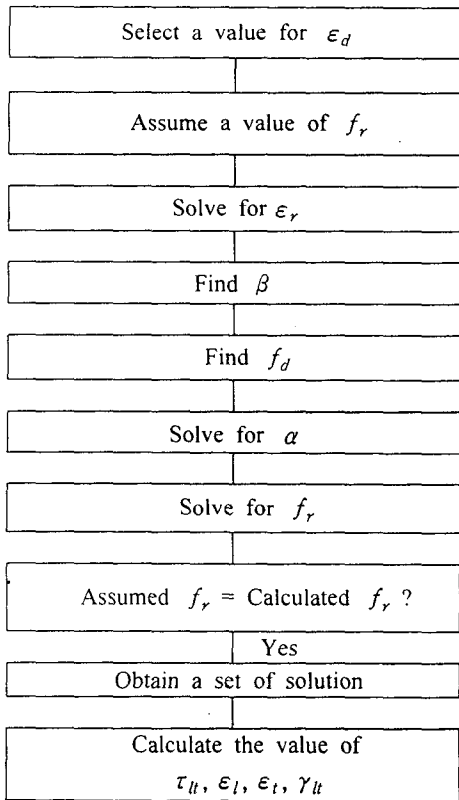 Select a value for ε_d
Assume a value of f_r
Solve for ε_r
Find β
Find f_d
Solve for α
Solve for f_r
Assumed f_r = Calculated f_r ?
Yes
Obtain a set of solution
Calculate the value of
τ_lt, ε_l, ε_t, γ_lt